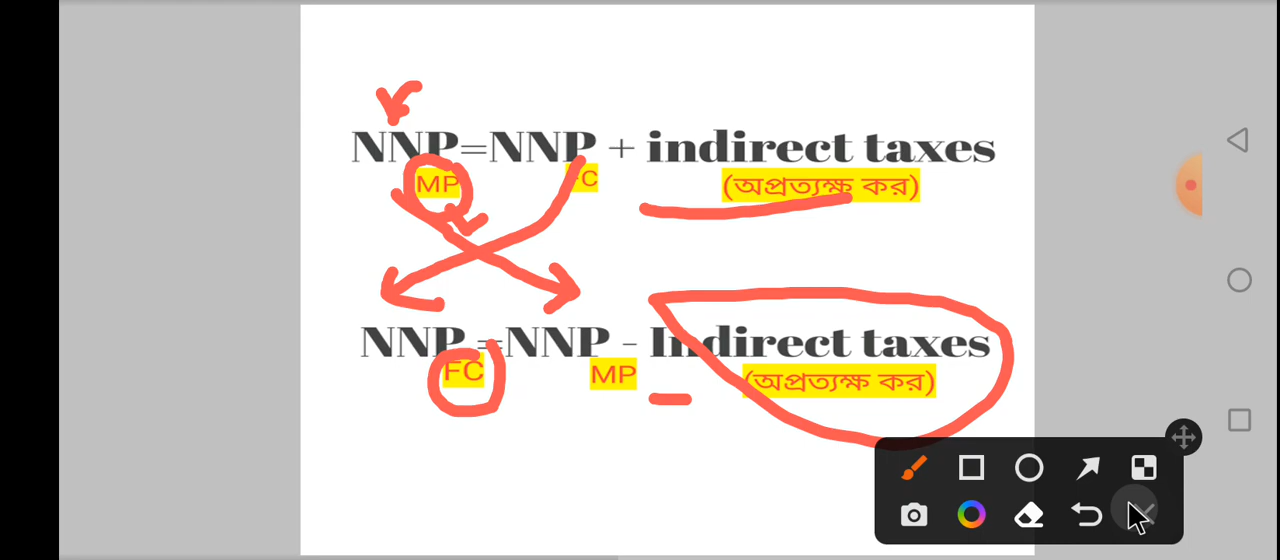 NNP=NNP + indirect taxes
MP FC (অপ্রত্যক্ষ কর)
NNP=NNP - Indirect taxes
FC MP (অপ্রত্যক্ষ কর)